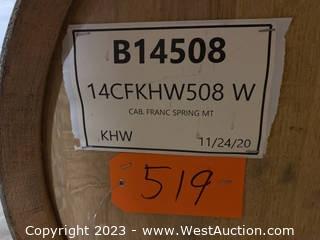 B14508
14CFKHW508 W
CAB. FRANC SPRING MT
KHW 11/24/20
519
Copyright 2023 - www.WestAuction.com